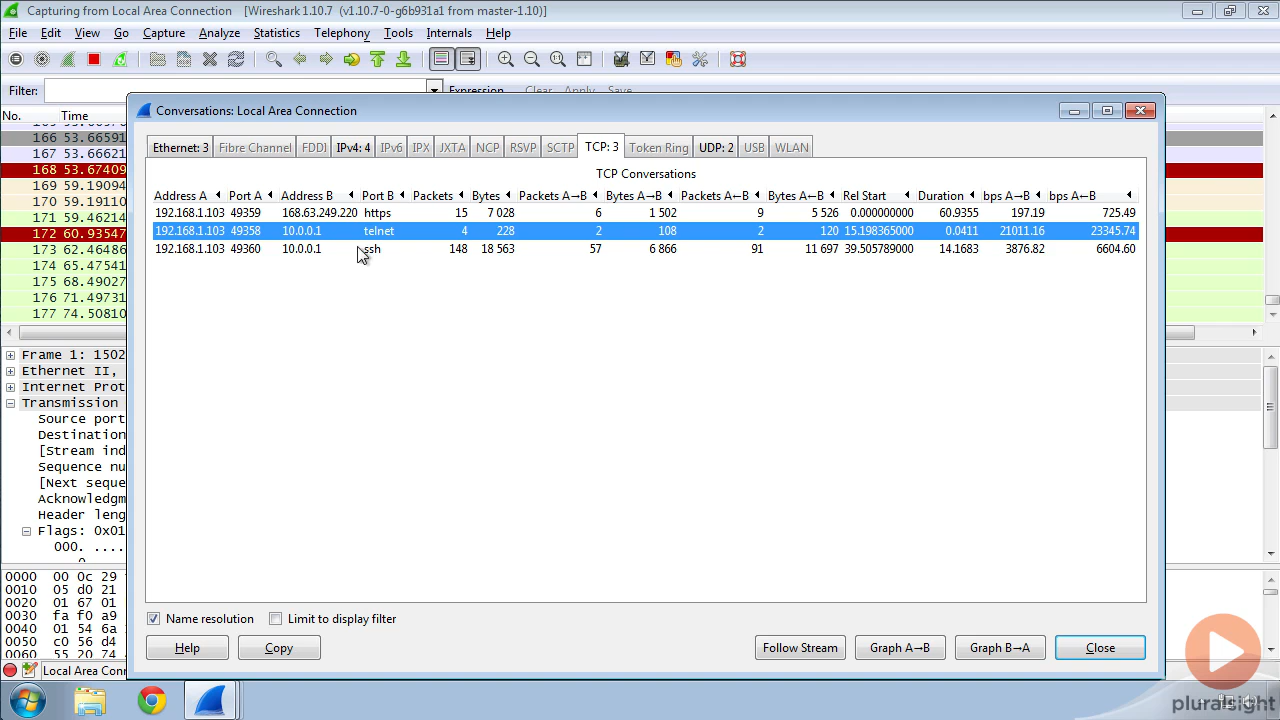 Capturing from Local Area Connection [Wireshark 1.10.7 (v1.10.7-0-g6b931a1 from master-1.10)]
File Edit View Go Capture Analyze Statistics Telephony Tools Internals Help
Filter: Expression... Clear Apply Save
No. Time
166 53.66591
167 53.66621
168 53.67409
169 59.19094
170 59.19110
171 59.46214
172 60.93547
173 62.46486
174 65.47541
175 68.49027
176 71.49731
177 74.50810
Conversations: Local Area Connection
Ethernet: 3 Fibre Channel FDDI IPv4: 4 IPv6 IPX JXTA NCP RSVP SCTP TCP: 3 Token Ring UDP: 2 USB WLAN
TCP Conversations
Address A Port A Address B Port B Packets Bytes Packets A→B Bytes A→B Packets A←B Bytes A←B Rel Start Duration bps A→B bps A←B
192.168.1.103 49359 168.63.249.220 https 15 7 028 6 1 502 9 5 526 0.000000000 60.9355 197.19 725.49
192.168.1.103 49358 10.0.0.1 telnet 4 228 2 108 2 120 15.198365000 0.0411 21011.16 23345.74
192.168.1.103 49360 10.0.0.1 ssh 148 18 563 57 6 866 91 11 697 39.505789000 14.1683 3876.82 6604.60
Name resolution Limit to display filter
Help Copy Follow Stream Graph A→B Graph B→A Close
Frame 1: 1502
Ethernet II,
Internet Prot
Transmission
Source port
Destination
[Stream ind
Sequence nu
[Next seque
Acknowledgm
Header leng
Flags: 0x01
000. ....
0000 00 0c 29
0010 05 d0 21
0020 01 67 01
0030 fa f0 a9
0040 01 54 6a
0050 c0 56 d4
0060 55 20 74
Local Area Conn
pluralsight